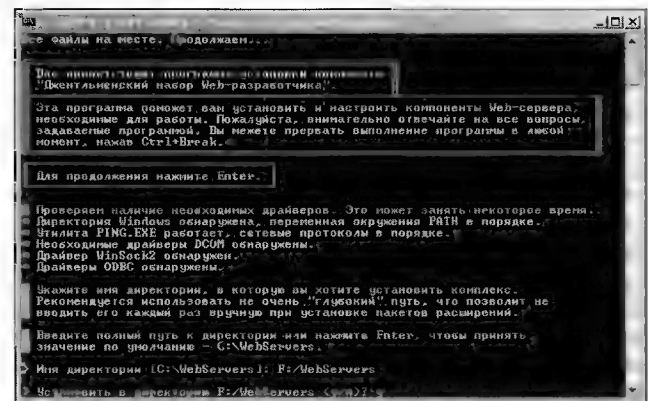 все файлы на месте. Продолжаем...
Вас приветствует программа установки комплекта
"Джентльменский набор Web-разработчика"
Эта программа поможет вам установить и настроить компоненты Web-сервера,
необходимые для работы. Пожалуйста, внимательно отвечайте на все вопросы,
задаваемые программой. Вы можете прервать выполнение программы в любой
момент, нажав Ctrl+Break.
Для продолжения нажмите Enter.
Проверяем наличие необходимых драйверов. Это может занять некоторое время.
Директория Windows обнаружена, переменная окружения PATH в порядке.
Утилита PING.EXE работает, сетевые протоколы в порядке.
Необходимые драйверы DCOM обнаружены.
Драйвер WinSock2 обнаружен.
Драйверы ODBC обнаружены.
Укажите имя директории, в которую вы хотите установить комплекс.
Рекомендуется использовать не очень "глубокий" путь, что позволит не
вводить его каждый раз вручную при установке пакетов расширений.
Введите полный путь к директории или нажмите Enter, чтобы принять
значение по умолчанию - C:\WebServers.
> Имя директории [C:\WebServers]: F:/WebServers
> Установить в директорию F:/WebServers (y/n)?